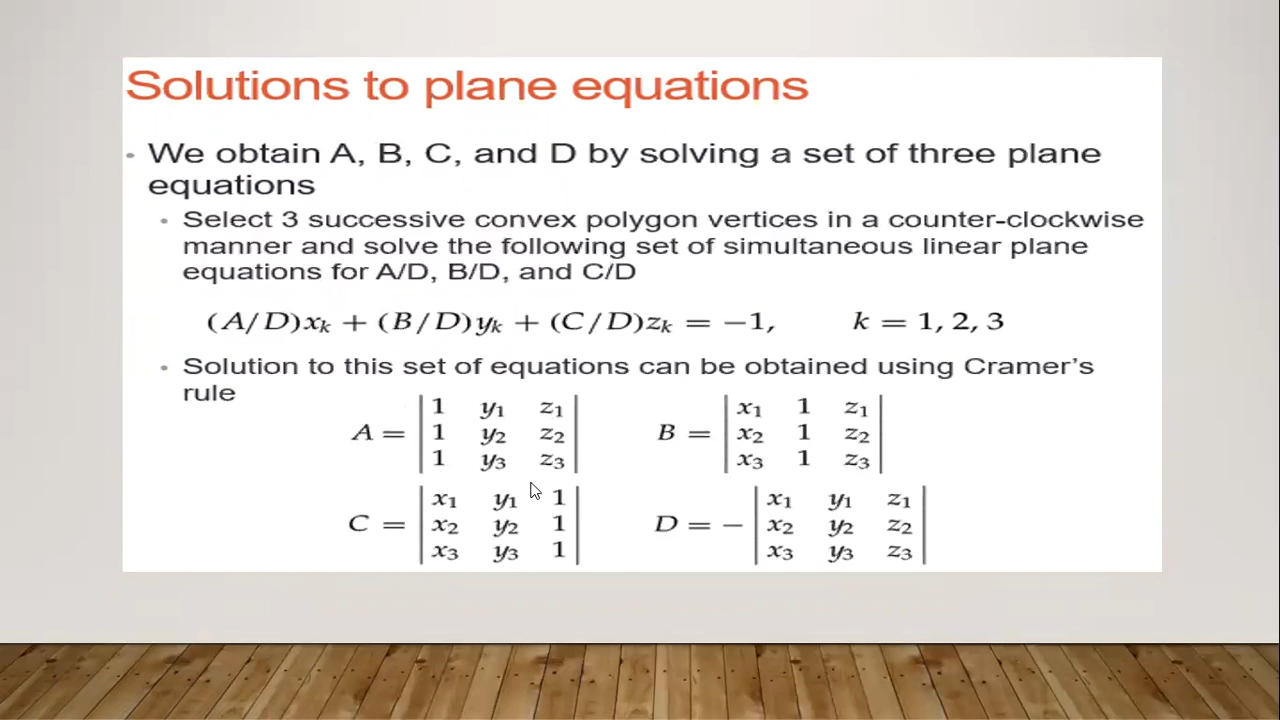 Solutions to plane equations
• We obtain A, B, C, and D by solving a set of three plane
equations
• Select 3 successive convex polygon vertices in a counter-clockwise
manner and solve the following set of simultaneous linear plane
equations for A/D, B/D, and C/D
(A/D)xₖ + (B/D)yₖ + (C/D)zₖ = −1,     k = 1, 2, 3
• Solution to this set of equations can be obtained using Cramer's
rule
A = | 1 y₁ z₁ |     B = | x₁ 1 z₁ |
| 1 y₂ z₂ |     | x₂ 1 z₂ |
| 1 y₃ z₃ |     | x₃ 1 z₃ |
C = | x₁ y₁ 1 |     D = − | x₁ y₁ z₁ |
| x₂ y₂ 1 |     | x₂ y₂ z₂ |
| x₃ y₃ 1 |     | x₃ y₃ z₃ |